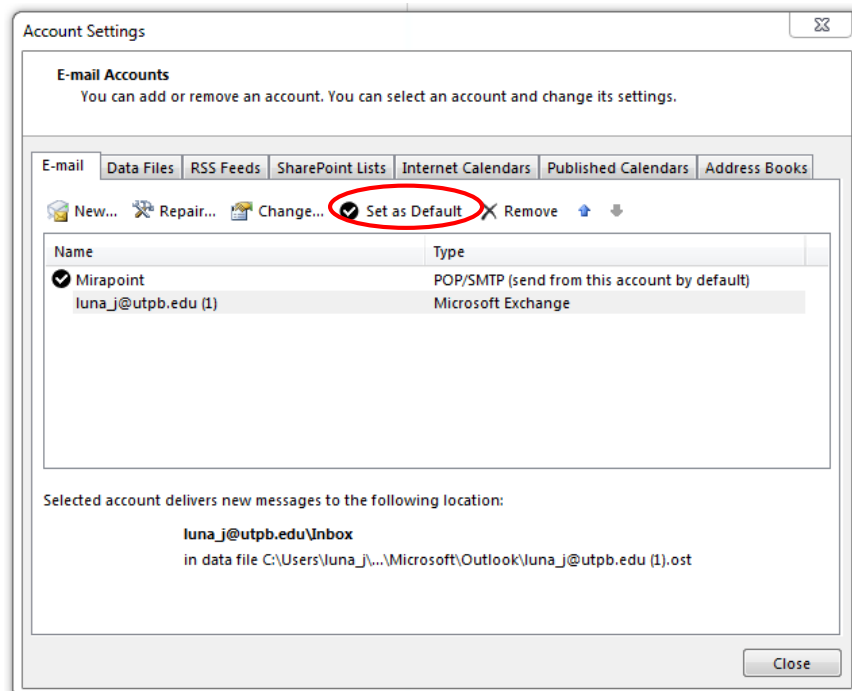 Account Settings
E-mail Accounts
You can add or remove an account. You can select an account and change its settings.
E-mail Data Files RSS Feeds SharePoint Lists Internet Calendars Published Calendars Address Books
New... Repair... Change... Set as Default Remove
Name Type
Mirapoint POP/SMTP (send from this account by default)
luna_j@utpb.edu (1) Microsoft Exchange
Selected account delivers new messages to the following location:
luna_j@utpb.edu\Inbox
in data file C:\Users\luna_j\...\Microsoft\Outlook\luna_j@utpb.edu (1).ost
Close